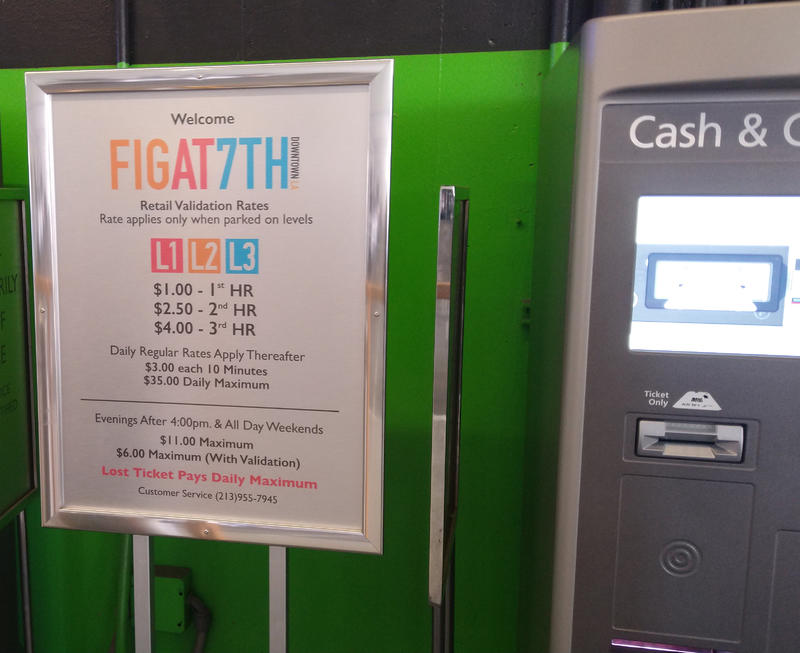 Welcome
FIGAT7TH
DOWNTOWN LA
Retail Validation Rates
Rate applies only when parked on levels
L1 L2 L3
$1.00 - 1st HR
$2.50 - 2nd HR
$4.00 - 3rd HR
Daily Regular Rates Apply Thereafter
$3.00 each 10 Minutes
$35.00 Daily Maximum
Evenings After 4:00pm. & All Day Weekends
$11.00 Maximum
$6.00 Maximum (With Validation)
Lost Ticket Pays Daily Maximum
Customer Service (213)955-7945
Cash & C
Ticket
Only